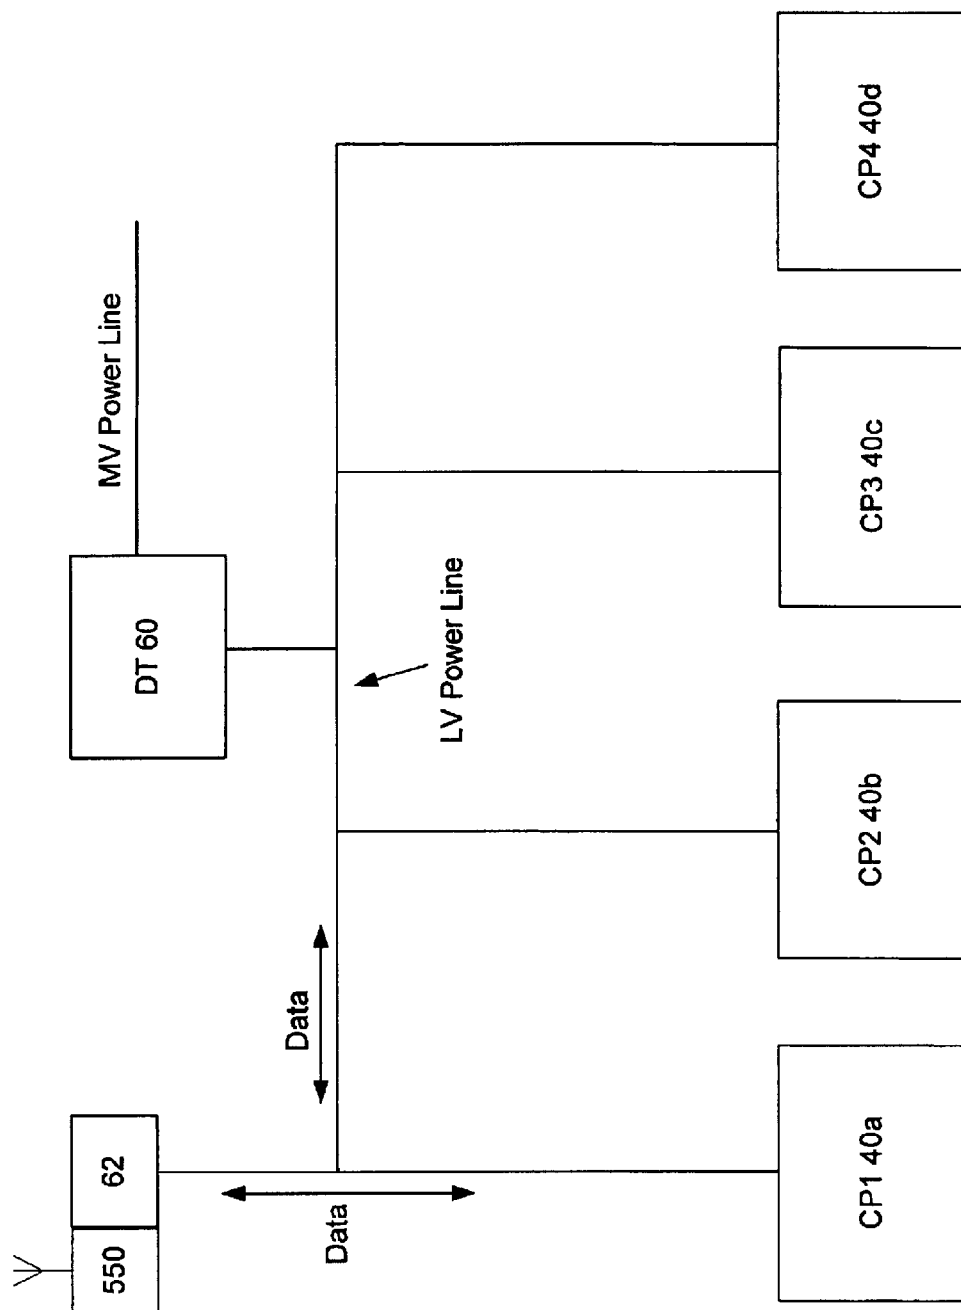 MV Power Line
DT 60
LV Power Line
Data
Data
62
550
CP1 40a
CP2 40b
CP3 40c
CP4 40d